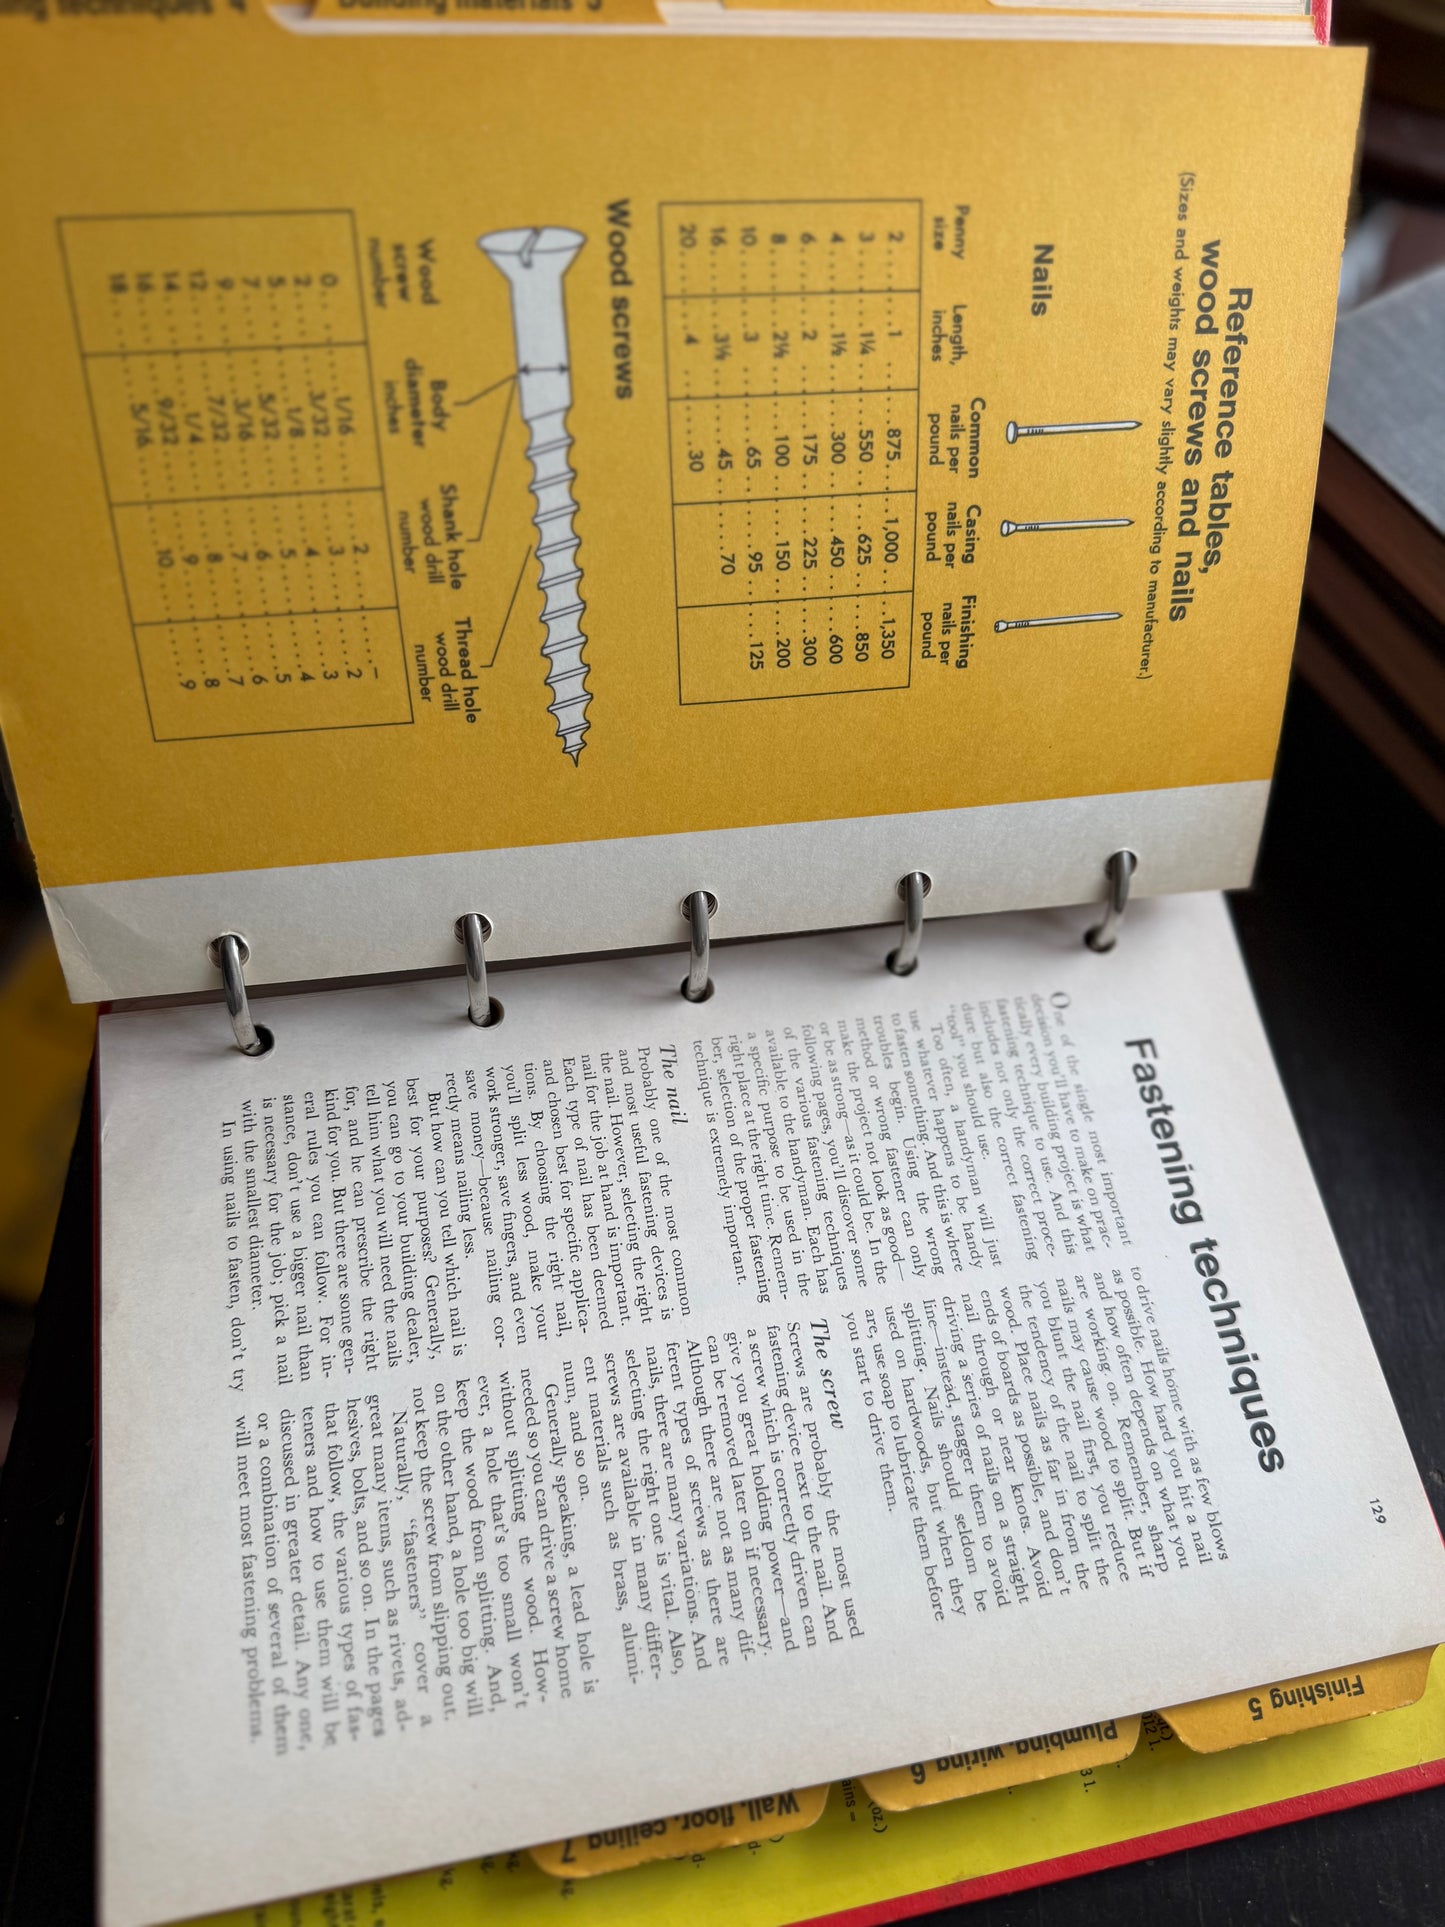 Building materials 3
Reference tables,
wood screws and nails
(Sizes and weights may vary slightly according to manufacturer.)
Nails
Penny size Length, inches Common nails per pound Casing nails per pound Finishing nails per pound
2 1 875 1,000 1,350
3 1¼ 550 625 850
4 1½ 300 450 600
6 2 175 225 300
8 2½ 100 150 200
10 3 65 95 125
16 3½ 45 70
20 4 30
Wood screws
Wood screw number Body diameter inches Shank hole wood drill number Thread hole wood drill number
0 1/16 2 –
2 3/32 3 2
5 1/8 4 3
7 5/32 5 4
9 3/16 6 5
12 7/32 7 6
14 1/4 8 7
16 9/32 9 8
18 5/16 10 9
129
Fastening techniques
One of the single most important
decision you'll have to make on prac-
tically every building project is what
fastening technique to use. And this
includes not only the correct fastening
dure but also the correct proce-
"tool" you should use.
Too often, a handyman will just
use whatever happens to be handy
to fasten something. And this is where
troubles begin. Using the wrong
method or wrong fastener can only
make the project not look as good—
or be as strong—as it could be. In the
following pages, you'll discover some
of the various fastening techniques
available to the handyman. Each has
a specific purpose to be used in the
right place at the right time. Remem-
ber, selection of the proper fastening
technique is extremely important.
The nail
Probably one of the most common
and most useful fastening devices is
the nail. However, selecting the right
nail for the job at hand is important.
Each type of nail has been deemed
and chosen best for specific applica-
tions. By choosing the right nail,
you'll split less wood, make your
work stronger, save fingers, and even
save money—because nailing cor-
rectly means nailing less.
But how can you tell which nail is
best for your purposes? Generally,
you can go to your building dealer,
tell him what you will need the nails
for, and he can prescribe the right
kind for you. But there are some gen-
eral rules you can follow. For in-
stance, don't use a bigger nail than
is necessary for the job; pick a nail
with the smallest diameter.
In using nails to fasten, don't try
to drive nails home with as few blows
as possible. How hard you hit a nail
and how often depends on what you
are working on. Remember, sharp
nails may cause wood to split. But if
you blunt the nail first, you reduce
the tendency of the nail to split the
wood. Place nails as far in from the
ends of boards as possible, and don't
nail through or near knots. Avoid
driving a series of nails on a straight
line—instead, stagger them to avoid
splitting. Nails should seldom be
used on hardwoods, but when they
are, use soap to lubricate them before
you start to drive them.
The screw
Screws are probably the most used
fastening device next to the nail. And
a screw which is correctly driven can
give you great holding power—and
can be removed later on if necessary.
Although there are not as many dif-
ferent types of screws as there are
nails, there are many variations. And
selecting the right one is vital. Also,
screws are available in many differ-
ent materials such as brass, alumi-
num, and so on.
Generally speaking, a lead hole is
needed so you can drive a screw home
without splitting the wood. How-
ever, a hole that's too small won't
keep the wood from splitting. And,
on the other hand, a hole too big will
not keep the screw from slipping out.
Naturally, "fasteners" cover a
great many items, such as rivets, ad-
hesives, bolts, and so on. In the pages
that follow, the various types of fas-
teners and how to use them will be
discussed in greater detail. Any one,
or a combination of several of them
will meet most fastening problems.
Finishing 5
Plumbing, wiring 6
Wall, floor, ceiling 7